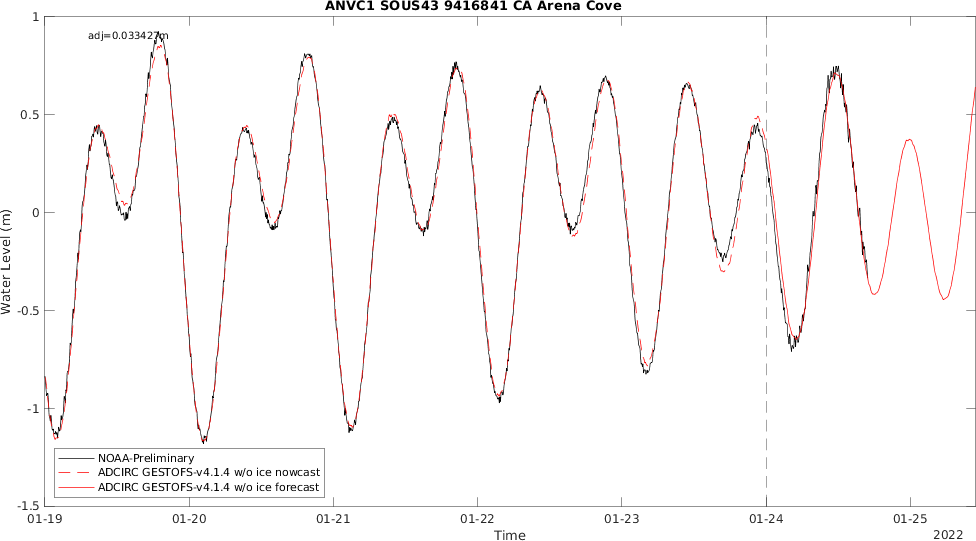 ANVC1 SOUS43 9416841 CA Arena Cove
adj=0.033427m
Water Level (m)
1
0.5
0
-0.5
-1
-1.5
NOAA-Preliminary
ADCIRC GESTOFS-v4.1.4 w/o ice nowcast
ADCIRC GESTOFS-v4.1.4 w/o ice forecast
01-19 01-20 01-21 01-22 01-23 01-24 01-25
Time
2022